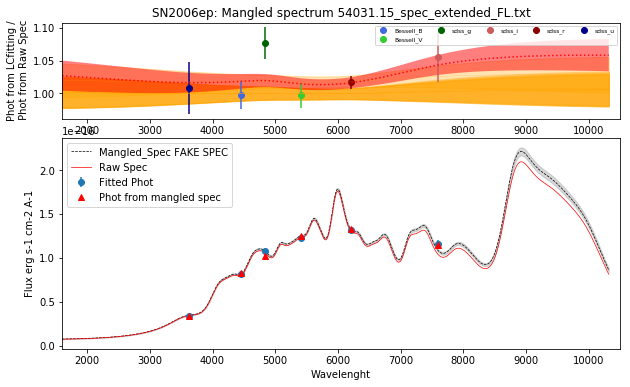 SN2006ep: Mangled spectrum 54031.15_spec_extended_FL.txt
Phot from LCfitting /
Phot from Raw Spec
1.10
1.05
1.00
Bessell_B
Bessell_V
sdss_g
sdss_i
sdss_r
sdss_u
2000 3000 4000 5000 6000 7000 8000 9000 10000
1e−16
Flux erg s-1 cm-2 A-1
2.0
1.5
1.0
0.5
0.0
Mangled_Spec FAKE SPEC
Raw Spec
Fitted Phot
Phot from mangled spec
2000 3000 4000 5000 6000 7000 8000 9000 10000
Wavelenght